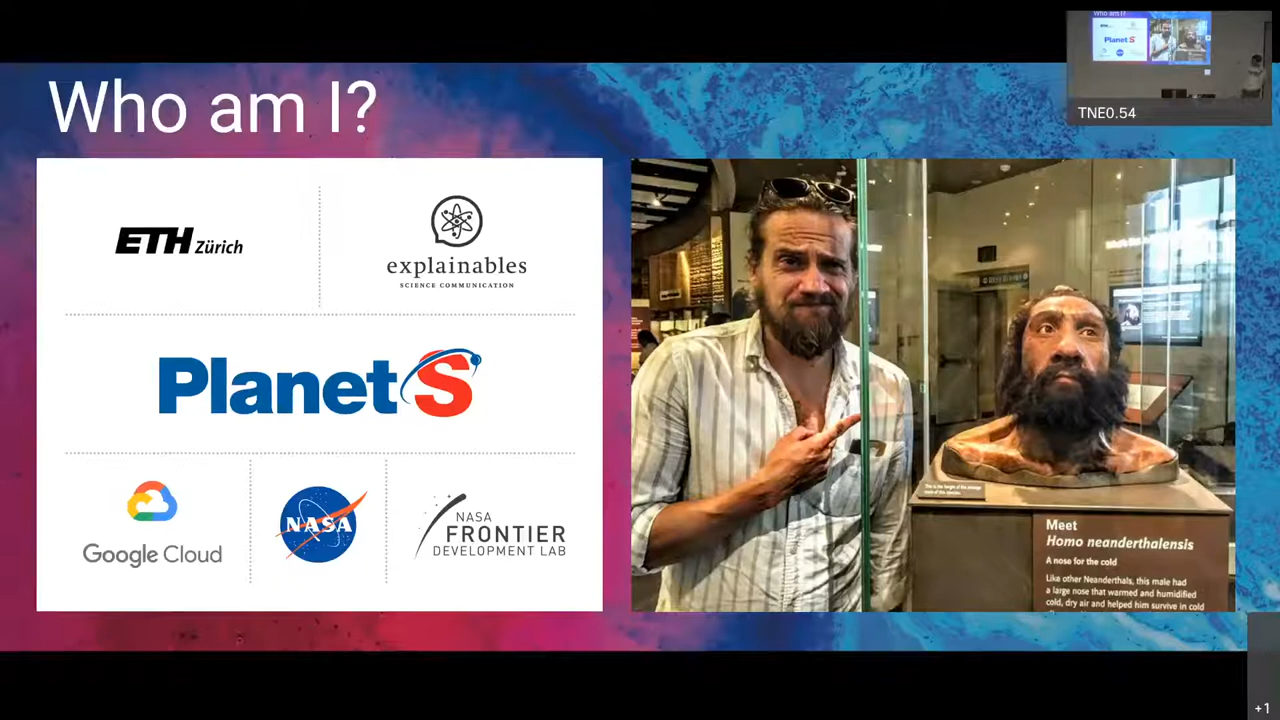 Who am I?
TNE0.54
ETH Zürich
explainables
SCIENCE COMMUNICATION
Planet S
Google Cloud
NASA
NASA
FRONTIER
DEVELOPMENT LAB
Meet
Homo neanderthalensis
A nose for the cold
Like other Neanderthals, this male had
a large nose that warmed and humidified
cold, dry air and helped him survive in cold
+1